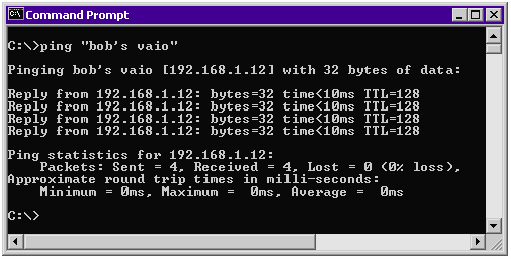 Command Prompt
C:\>ping "bob's vaio"
Pinging bob's vaio [192.168.1.12] with 32 bytes of data:
Reply from 192.168.1.12: bytes=32 time<10ms TTL=128
Reply from 192.168.1.12: bytes=32 time<10ms TTL=128
Reply from 192.168.1.12: bytes=32 time<10ms TTL=128
Reply from 192.168.1.12: bytes=32 time<10ms TTL=128
Ping statistics for 192.168.1.12:
    Packets: Sent = 4, Received = 4, Lost = 0 (0% loss),
Approximate round trip times in milli-seconds:
    Minimum = 0ms, Maximum =  0ms, Average =  0ms
C:\>